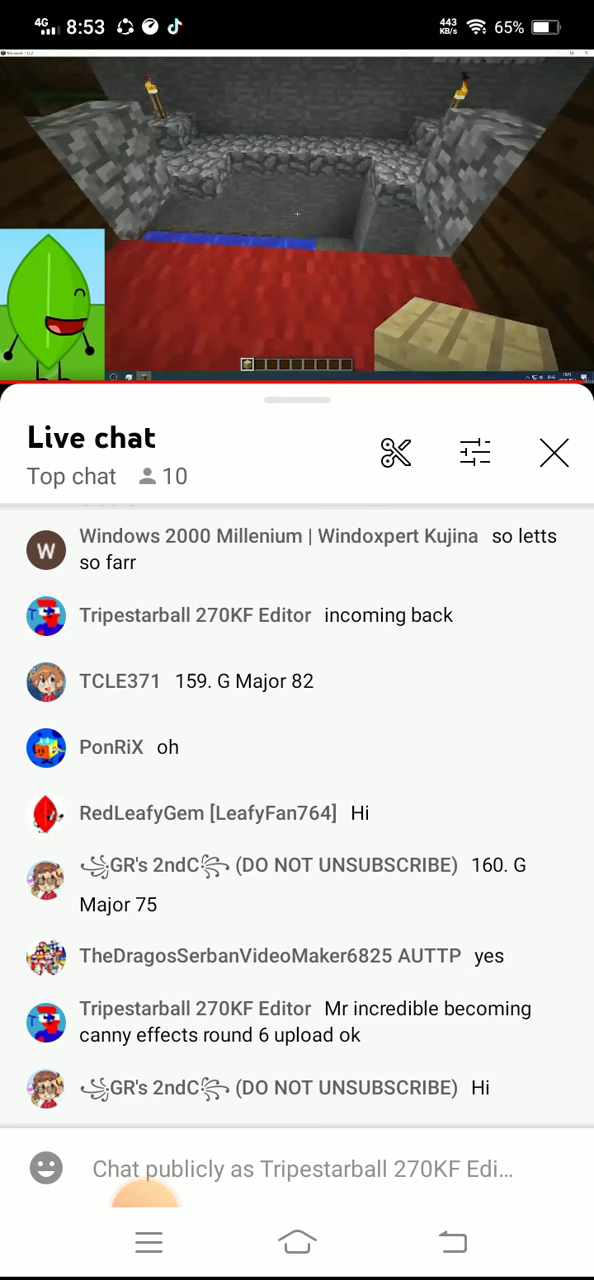 4G 8:53 443 KB/s 65%
Live chat
Top chat 10
Windows 2000 Millenium | Windoxpert Kujina so letts
so farr
Tripestarball 270KF Editor incoming back
TCLE371 159. G Major 82
PonRiX oh
RedLeafyGem [LeafyFan764] Hi
꧁GR's 2ndC꧂ (DO NOT UNSUBSCRIBE) 160. G
Major 75
TheDragosSerbanVideoMaker6825 AUTTP yes
Tripestarball 270KF Editor Mr incredible becoming
canny effects round 6 upload ok
꧁GR's 2ndC꧂ (DO NOT UNSUBSCRIBE) Hi
Chat publicly as Tripestarball 270KF Edi...